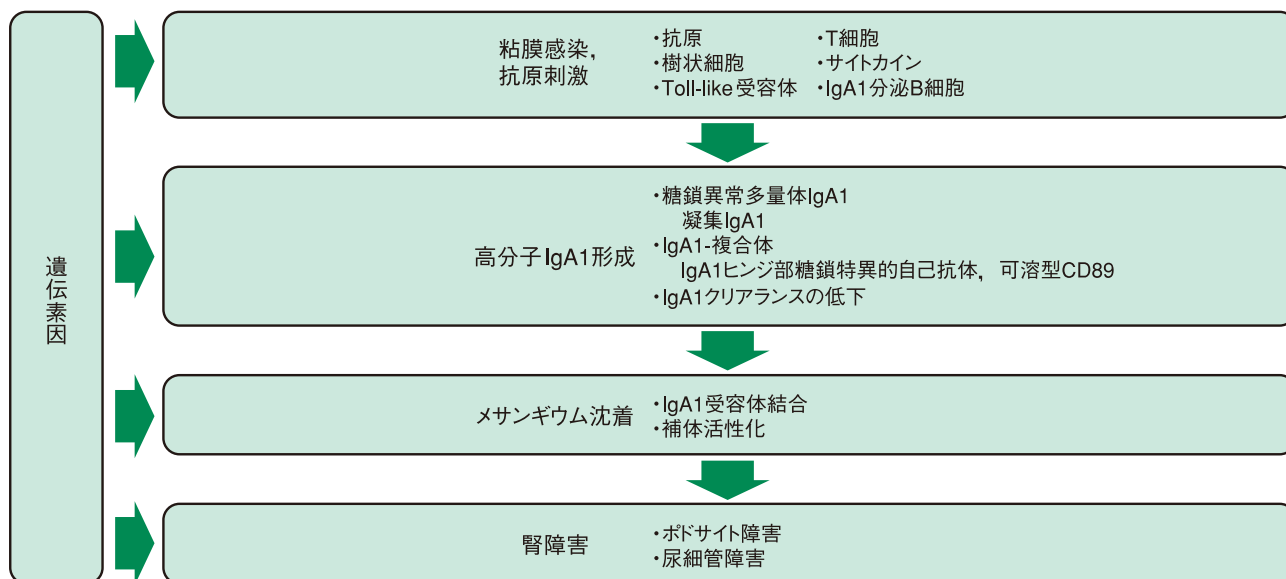 遺伝素因
粘膜感染,
抗原刺激
・抗原
・樹状細胞
・Toll-like受容体
・T細胞
・サイトカイン
・IgA1分泌B細胞
高分子IgA1形成
・糖鎖異常多量体IgA1
凝集IgA1
・IgA1-複合体
IgA1ヒンジ部糖鎖特異的自己抗体，可溶型CD89
・IgA1クリアランスの低下
メサンギウム沈着
・IgA1受容体結合
・補体活性化
腎障害
・ポドサイト障害
・尿細管障害